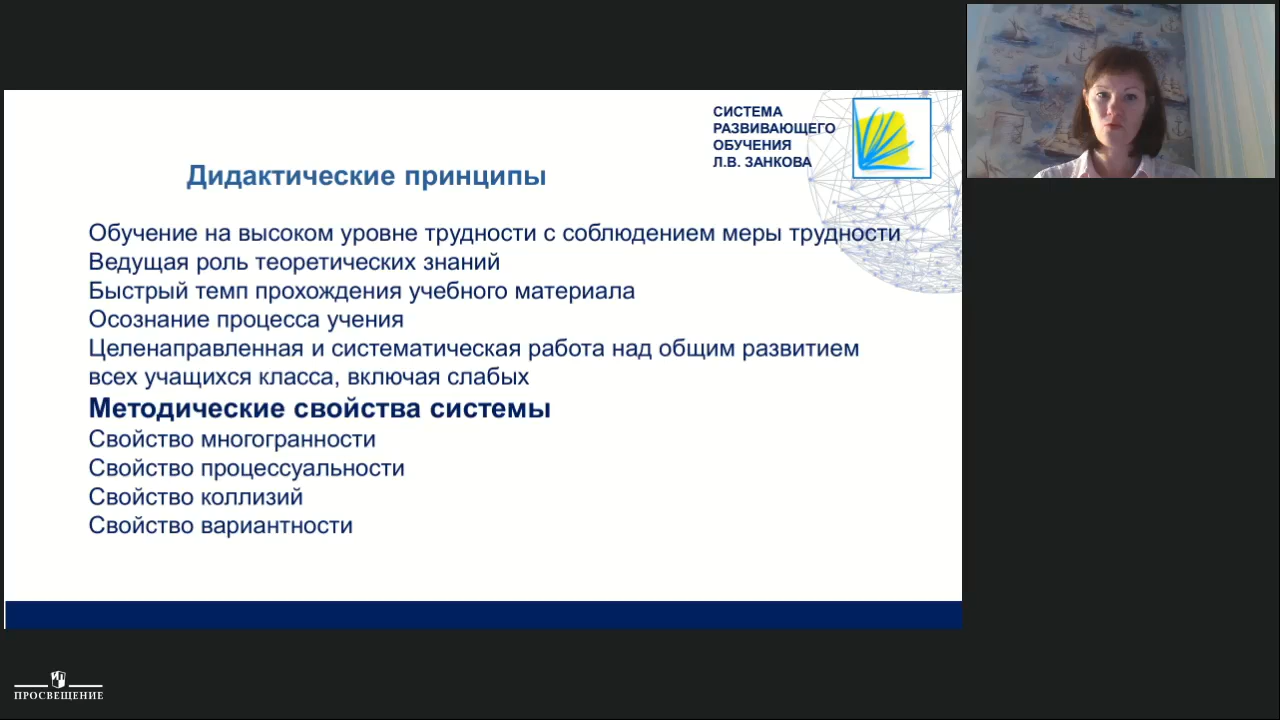 СИСТЕМА
РАЗВИВАЮЩЕГО
ОБУЧЕНИЯ
Л.В. ЗАНКОВА
Дидактические принципы
Обучение на высоком уровне трудности с соблюдением меры трудности
Ведущая роль теоретических знаний
Быстрый темп прохождения учебного материала
Осознание процесса учения
Целенаправленная и систематическая работа над общим развитием
всех учащихся класса, включая слабых
Методические свойства системы
Свойство многогранности
Свойство процессуальности
Свойство коллизий
Свойство вариантности
ПРОСВЕЩЕНИЕ